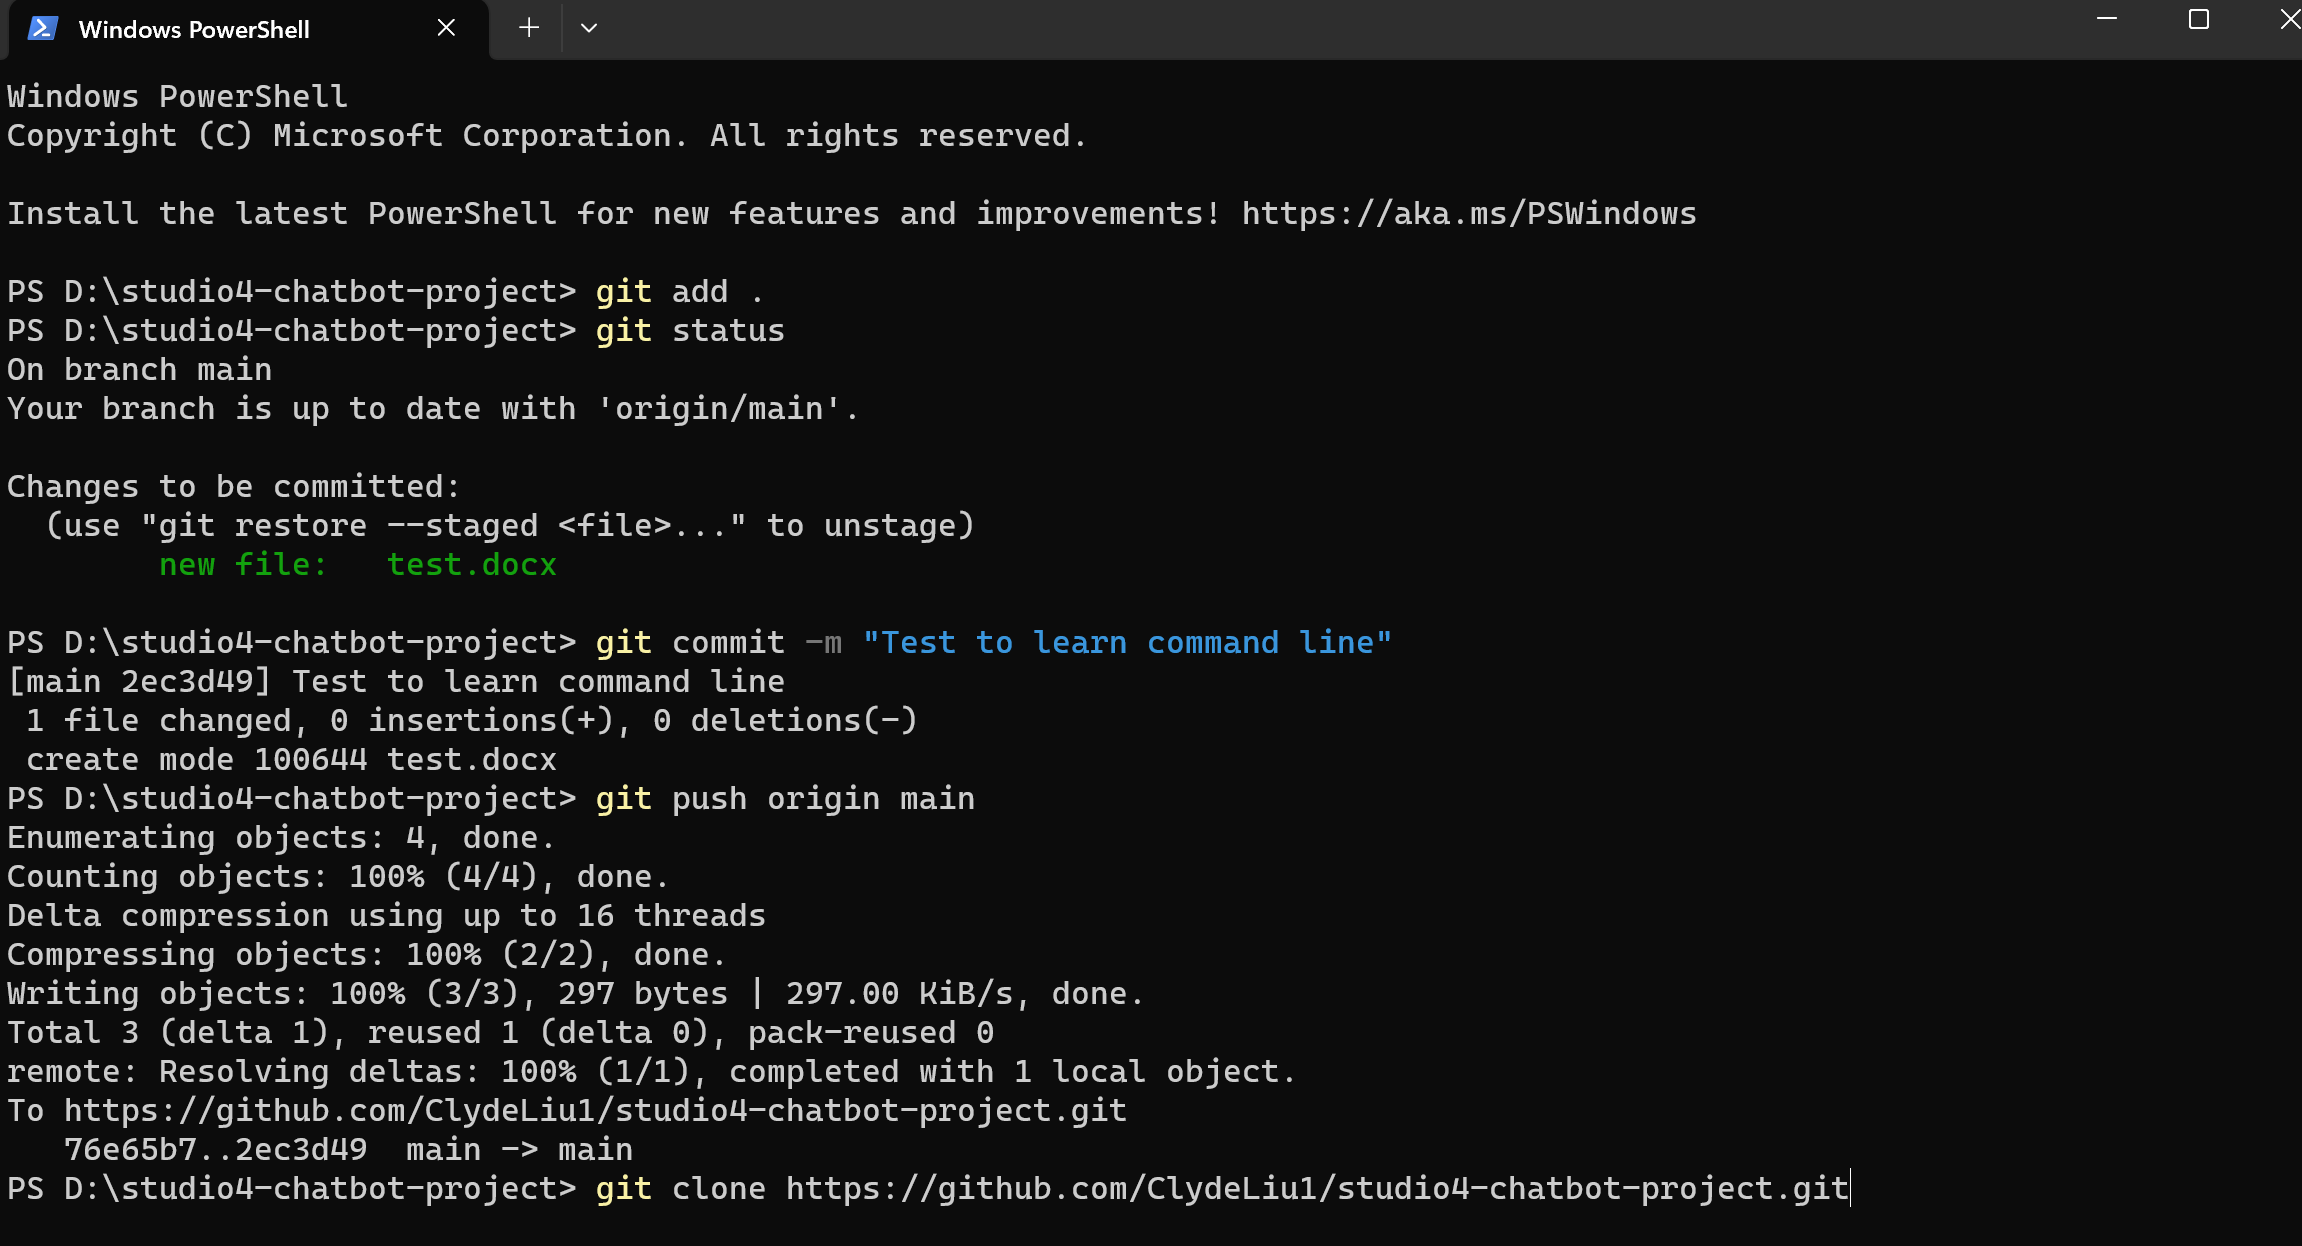 Windows PowerShell
Windows PowerShell
Copyright (C) Microsoft Corporation. All rights reserved.
Install the latest PowerShell for new features and improvements! https://aka.ms/PSWindows
PS D:\studio4-chatbot-project> git add .
PS D:\studio4-chatbot-project> git status
On branch main
Your branch is up to date with 'origin/main'.
Changes to be committed:
  (use "git restore --staged <file>..." to unstage)
        new file:   test.docx
PS D:\studio4-chatbot-project> git commit -m "Test to learn command line"
[main 2ec3d49] Test to learn command line
 1 file changed, 0 insertions(+), 0 deletions(-)
 create mode 100644 test.docx
PS D:\studio4-chatbot-project> git push origin main
Enumerating objects: 4, done.
Counting objects: 100% (4/4), done.
Delta compression using up to 16 threads
Compressing objects: 100% (2/2), done.
Writing objects: 100% (3/3), 297 bytes | 297.00 KiB/s, done.
Total 3 (delta 1), reused 1 (delta 0), pack-reused 0
remote: Resolving deltas: 100% (1/1), completed with 1 local object.
To https://github.com/ClydeLiu1/studio4-chatbot-project.git
   76e65b7..2ec3d49  main -> main
PS D:\studio4-chatbot-project> git clone https://github.com/ClydeLiu1/studio4-chatbot-project.git